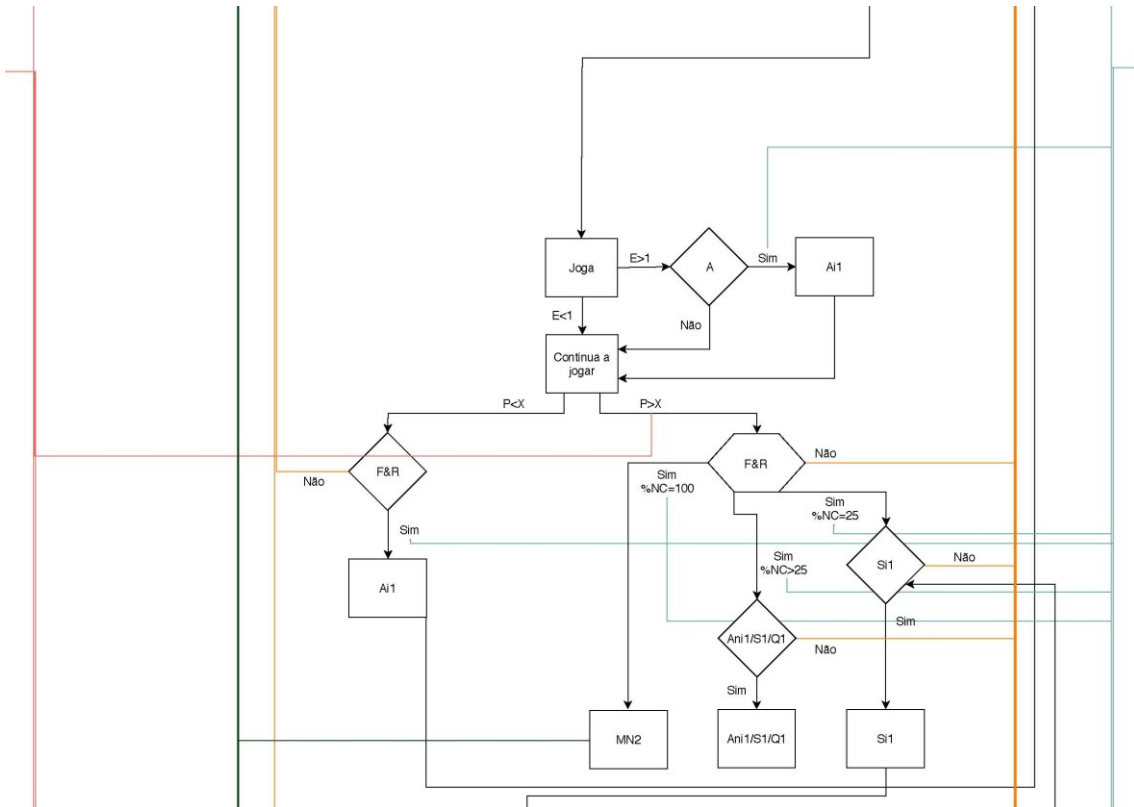 Joga
E>1
A
Sim
Ai1
E<1
Não
Continua a
jogar
P<X
P>X
F&R
Não
Sim
Ai1
F&R
Não
Sim
%NC=100
Sim
%NC=25
Sim
%NC>25
Si1
Não
Sim
Ani1/S1/Q1
Não
Sim
MN2
Ani1/S1/Q1
Si1